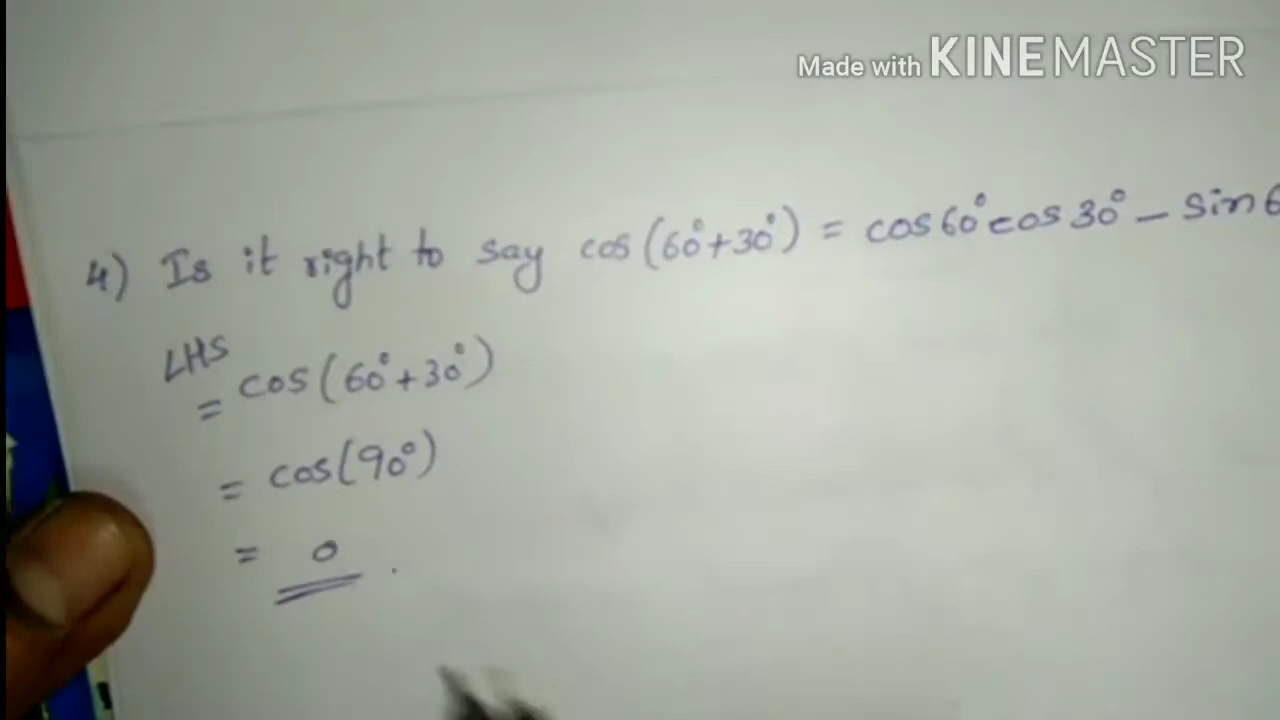 Made with KINEMASTER
4) Is it right to say cos(60°+30°) = cos60°cos30° - sin6
LHS
= cos(60°+30°)
= cos(90°)
= 0.